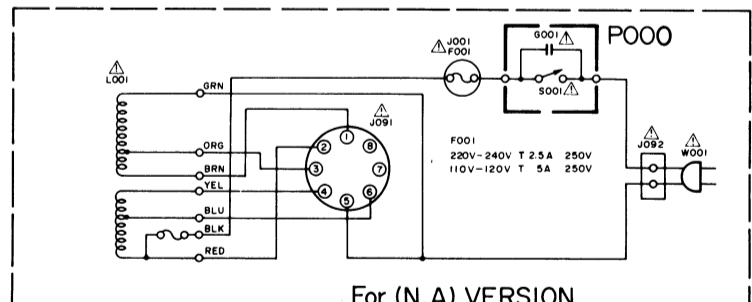 P000
G001
S001
J001
F001
L001
GRN
J091
ORG
BRN
YEL
BLU
BLK
RED
1
2
3
4
5
6
7
8
F001
220V-240V T 2.5A 250V
110V-120V T 5A 250V
J092
W001
For (N,A) VERSION